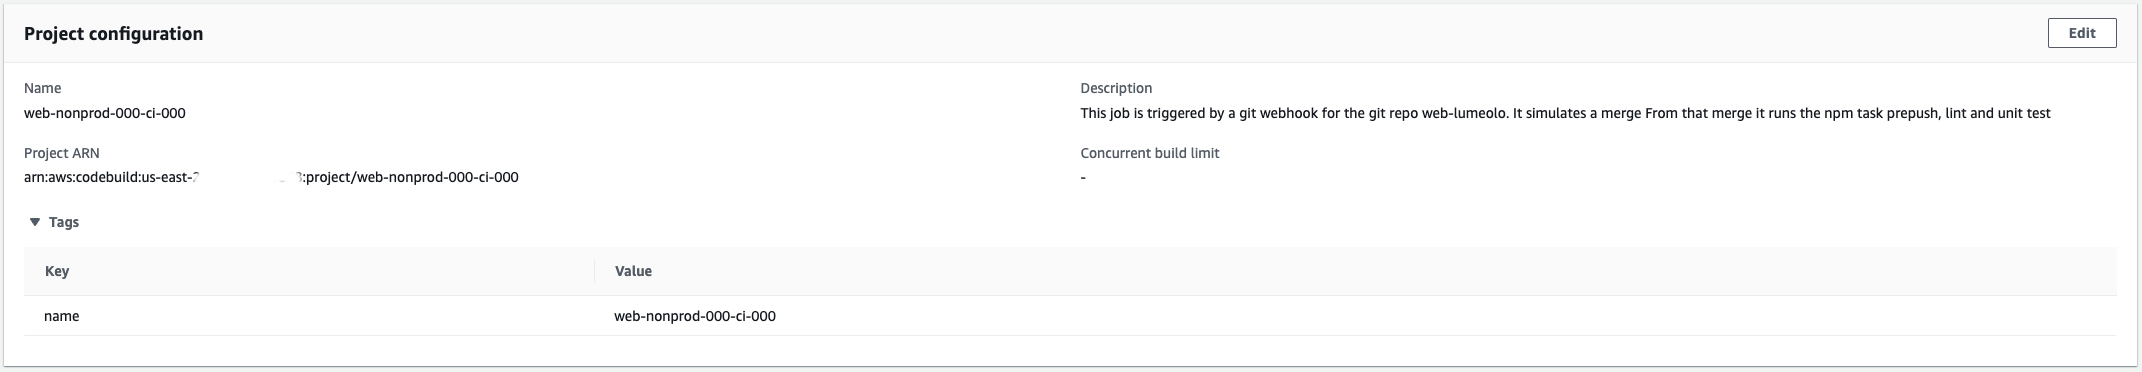 Project configuration
Edit
Name
web-nonprod-000-ci-000
Description
This job is triggered by a git webhook for the git repo web-lumeolo. It simulates a merge From that merge it runs the npm task prepush, lint and unit test
Project ARN
arn:aws:codebuild:us-east- :project/web-nonprod-000-ci-000
Concurrent build limit
-
Tags
Key
Value
name
web-nonprod-000-ci-000